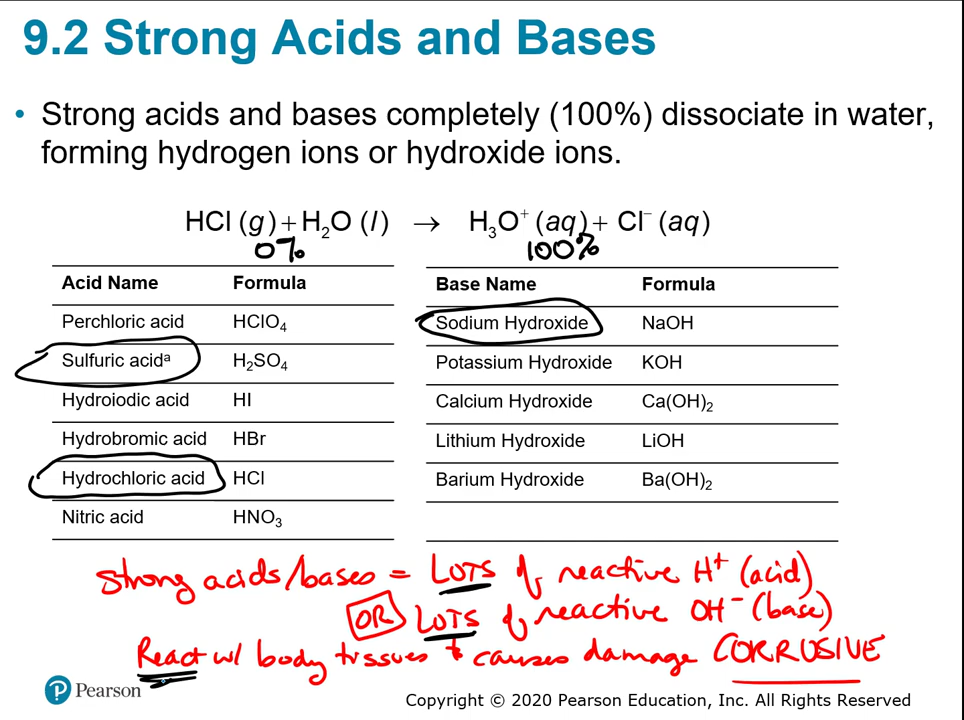 9.2 Strong Acids and Bases
• Strong acids and bases completely (100%) dissociate in water,
forming hydrogen ions or hydroxide ions.
HCl (g) + H₂O (l) → H₃O⁺ (aq) + Cl⁻ (aq)
0% 100%
Acid Name Formula
Perchloric acid HClO₄
Sulfuric acidᵃ H₂SO₄
Hydroiodic acid HI
Hydrobromic acid HBr
Hydrochloric acid HCl
Nitric acid HNO₃
Base Name Formula
Sodium Hydroxide NaOH
Potassium Hydroxide KOH
Calcium Hydroxide Ca(OH)₂
Lithium Hydroxide LiOH
Barium Hydroxide Ba(OH)₂
Strong acids/bases = LOTS of reactive H⁺ (acid)
OR LOTS of reactive OH⁻ (base)
React w/ body tissues + causes damage CORRUSIVE
Pearson
Copyright © 2020 Pearson Education, Inc. All Rights Reserved